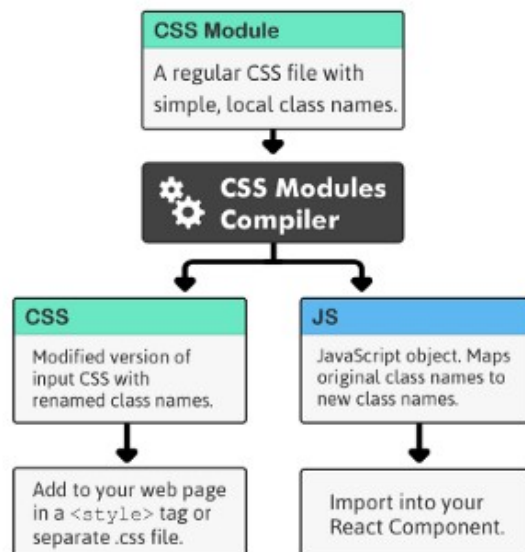 CSS Module
A regular CSS file with
simple, local class names.
CSS Modules
Compiler
CSS
Modified version of
input CSS with
renamed class names.
JS
JavaScript object. Maps
original class names to
new class names.
Add to your web page
in a <style> tag or
separate .css file.
Import into your
React Component.